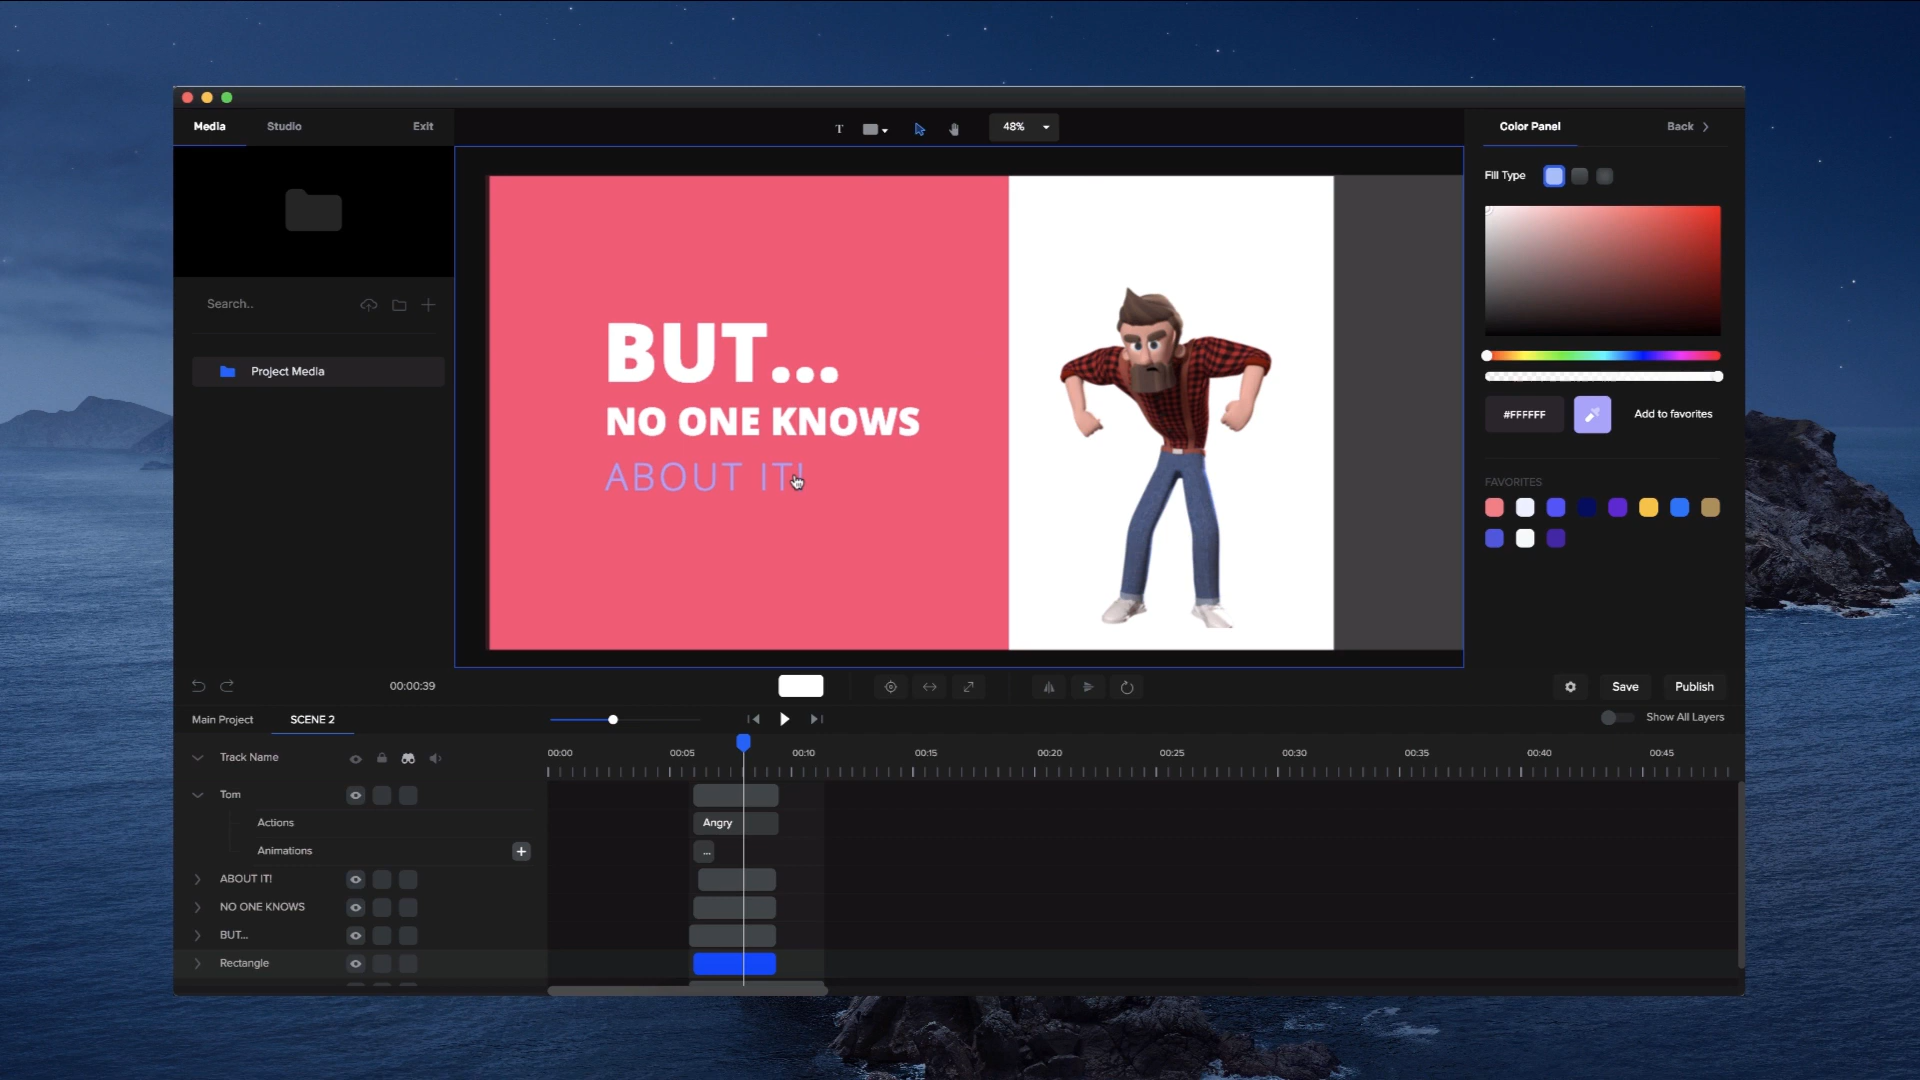 Media Studio Exit
T 48%
Color Panel Back
Fill Type
Search..
Project Media
BUT...
NO ONE KNOWS
ABOUT IT!
#FFFFFF Add to favorites
FAVORITES
00:00:39
Save Publish
Main Project SCENE 2
Show All Layers
Track Name
00:00 00:05 00:10 00:15 00:20 00:25 00:30 00:35 00:40 00:45
Tom
Actions Angry
Animations + ...
ABOUT IT!
NO ONE KNOWS
BUT...
Rectangle